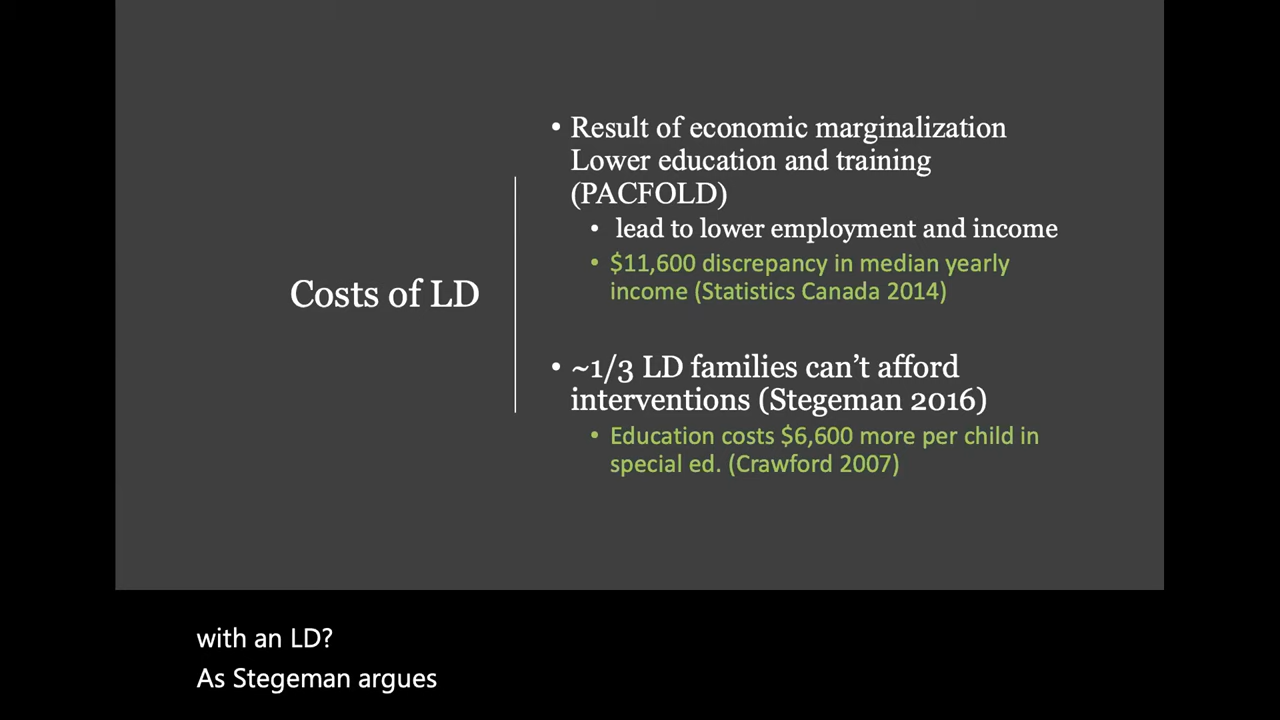 Costs of LD
• Result of economic marginalization
Lower education and training
(PACFOLD)
• lead to lower employment and income
• $11,600 discrepancy in median yearly
income (Statistics Canada 2014)
• ~1/3 LD families can’t afford
interventions (Stegeman 2016)
• Education costs $6,600 more per child in
special ed. (Crawford 2007)
with an LD?
As Stegeman argues